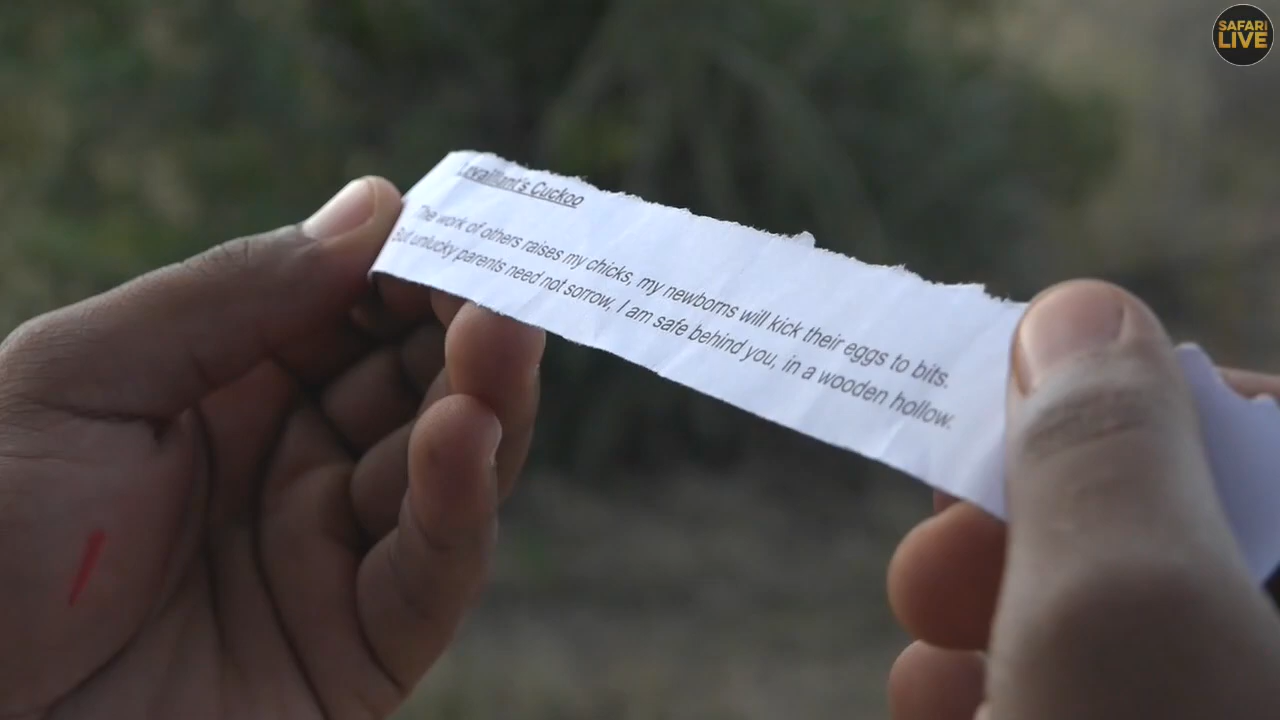 SAFARI
LIVE
Cuckoo
The work of others raises my chicks, my newborns will kick their eggs to bits.
But unlucky parents need not sorrow, I am safe behind you, in a wooden hollow.